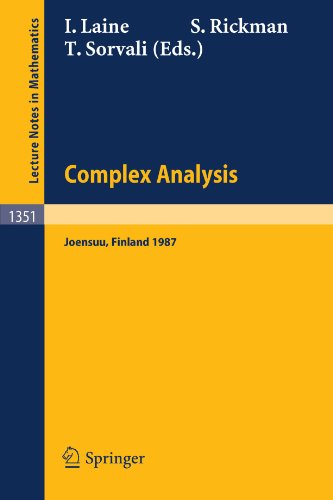 I. Laine S. Rickman
T. Sorvali (Eds.)
Lecture Notes in Mathematics
Complex Analysis
1351
Joensuu, Finland 1987
Springer